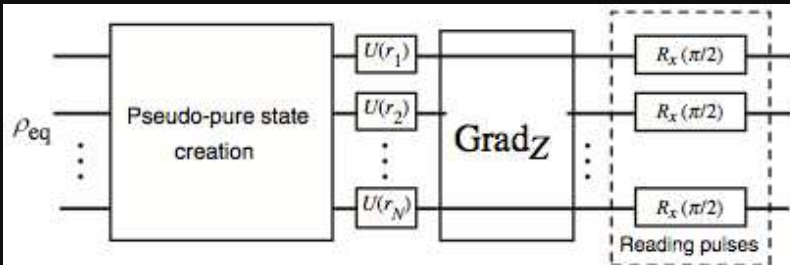 ρeq
Pseudo-pure state
creation
U(r1)
U(r2)
U(rN)
GradZ
Rx(π/2)
Rx(π/2)
Rx(π/2)
Reading pulses